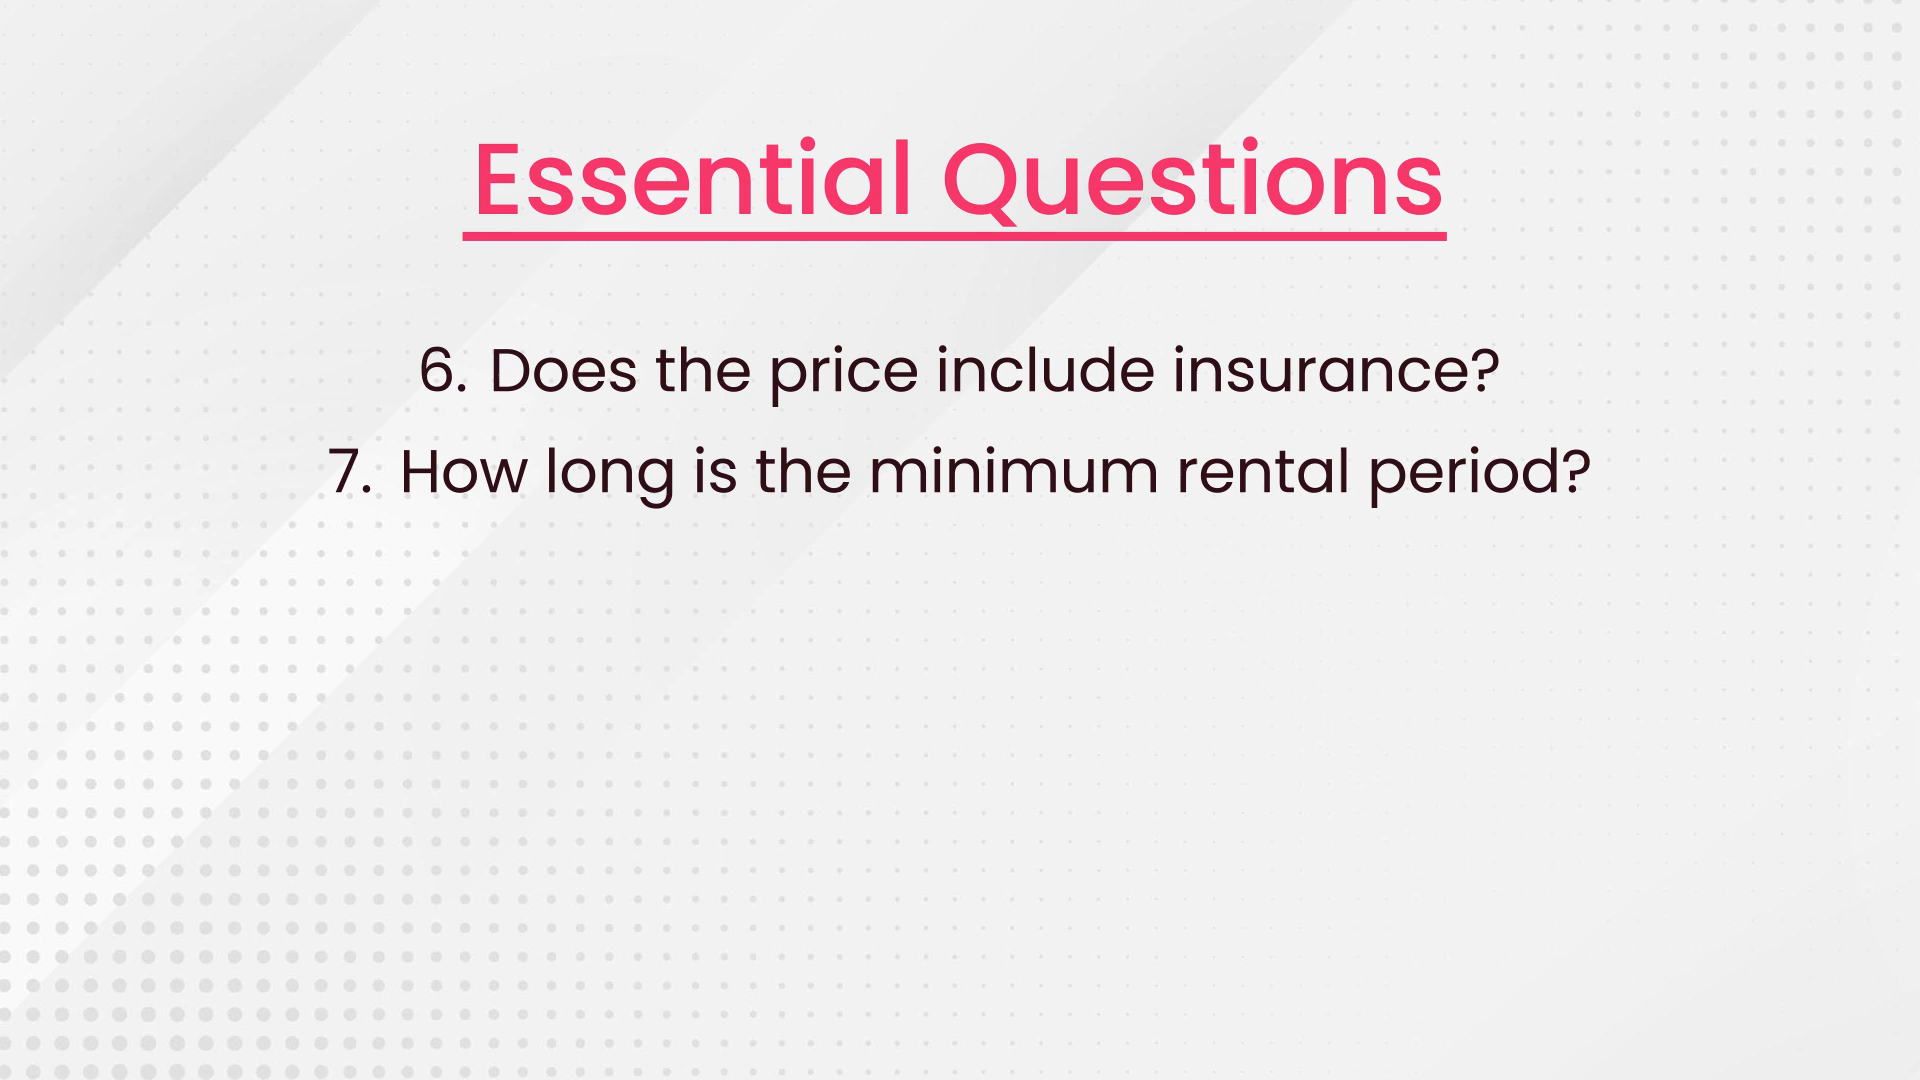 Essential Questions
6. Does the price include insurance?
7. How long is the minimum rental period?